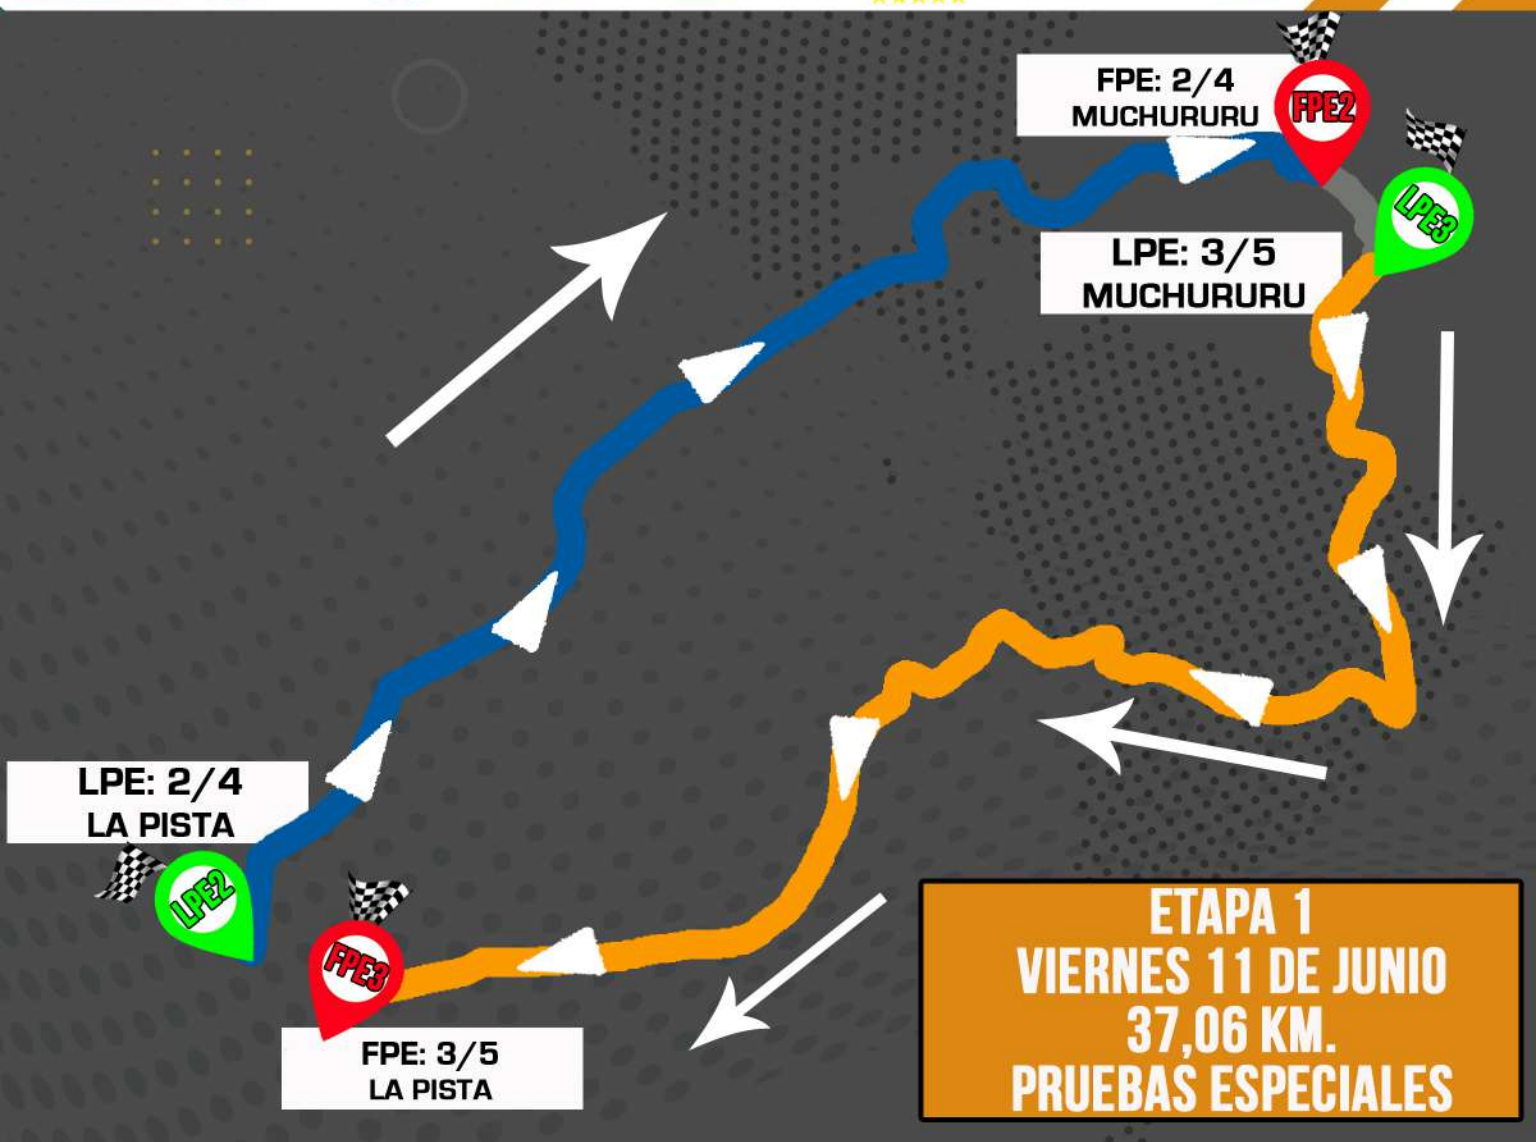 FPE: 2/4
MUCHURURU
FPE2
LPE3
LPE: 3/5
MUCHURURU
LPE: 2/4
LA PISTA
LPE2
FPE3
FPE: 3/5
LA PISTA
ETAPA 1
VIERNES 11 DE JUNIO
37,06 KM.
PRUEBAS ESPECIALES